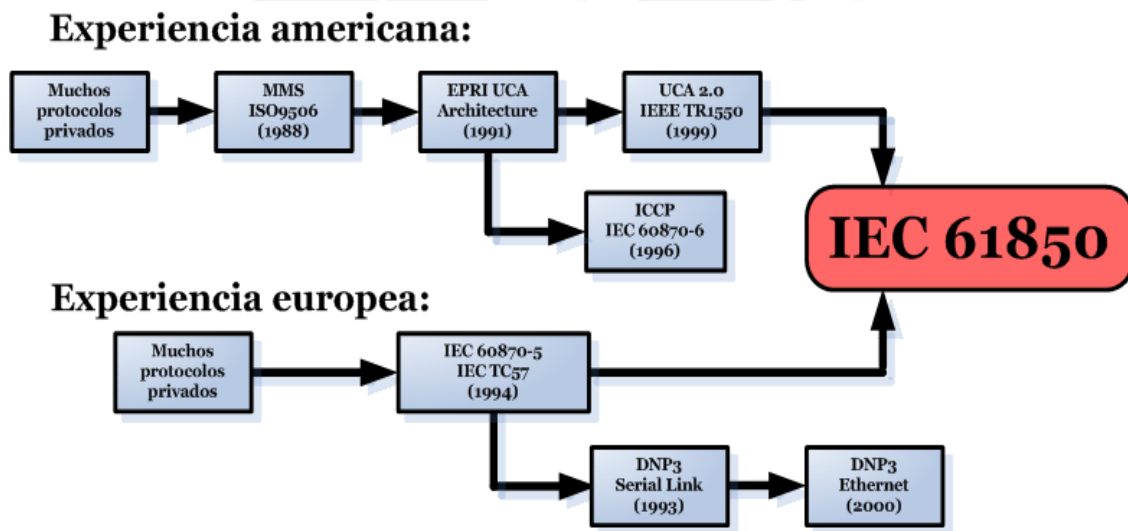 Experiencia americana:
Muchos
protocolos
privados
MMS
ISO9506
(1988)
EPRI UCA
Architecture
(1991)
UCA 2.0
IEEE TR1550
(1999)
ICCP
IEC 60870-6
(1996)
IEC 61850
Experiencia europea:
Muchos
protocolos
privados
IEC 60870-5
IEC TC57
(1994)
DNP3
Serial Link
(1993)
DNP3
Ethernet
(2000)